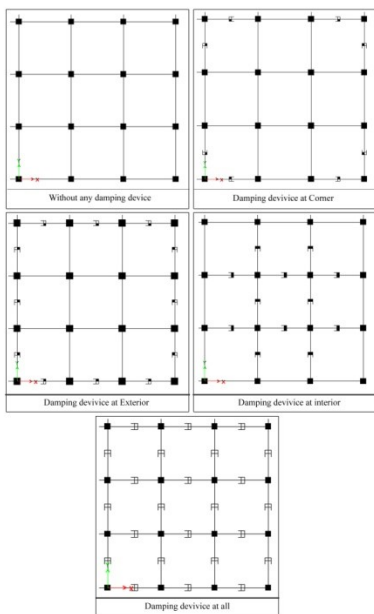 Without any damping device
Damping devivice at Corner
Damping devivice at Exterior
Damping devivice at interior
Damping devivice at all